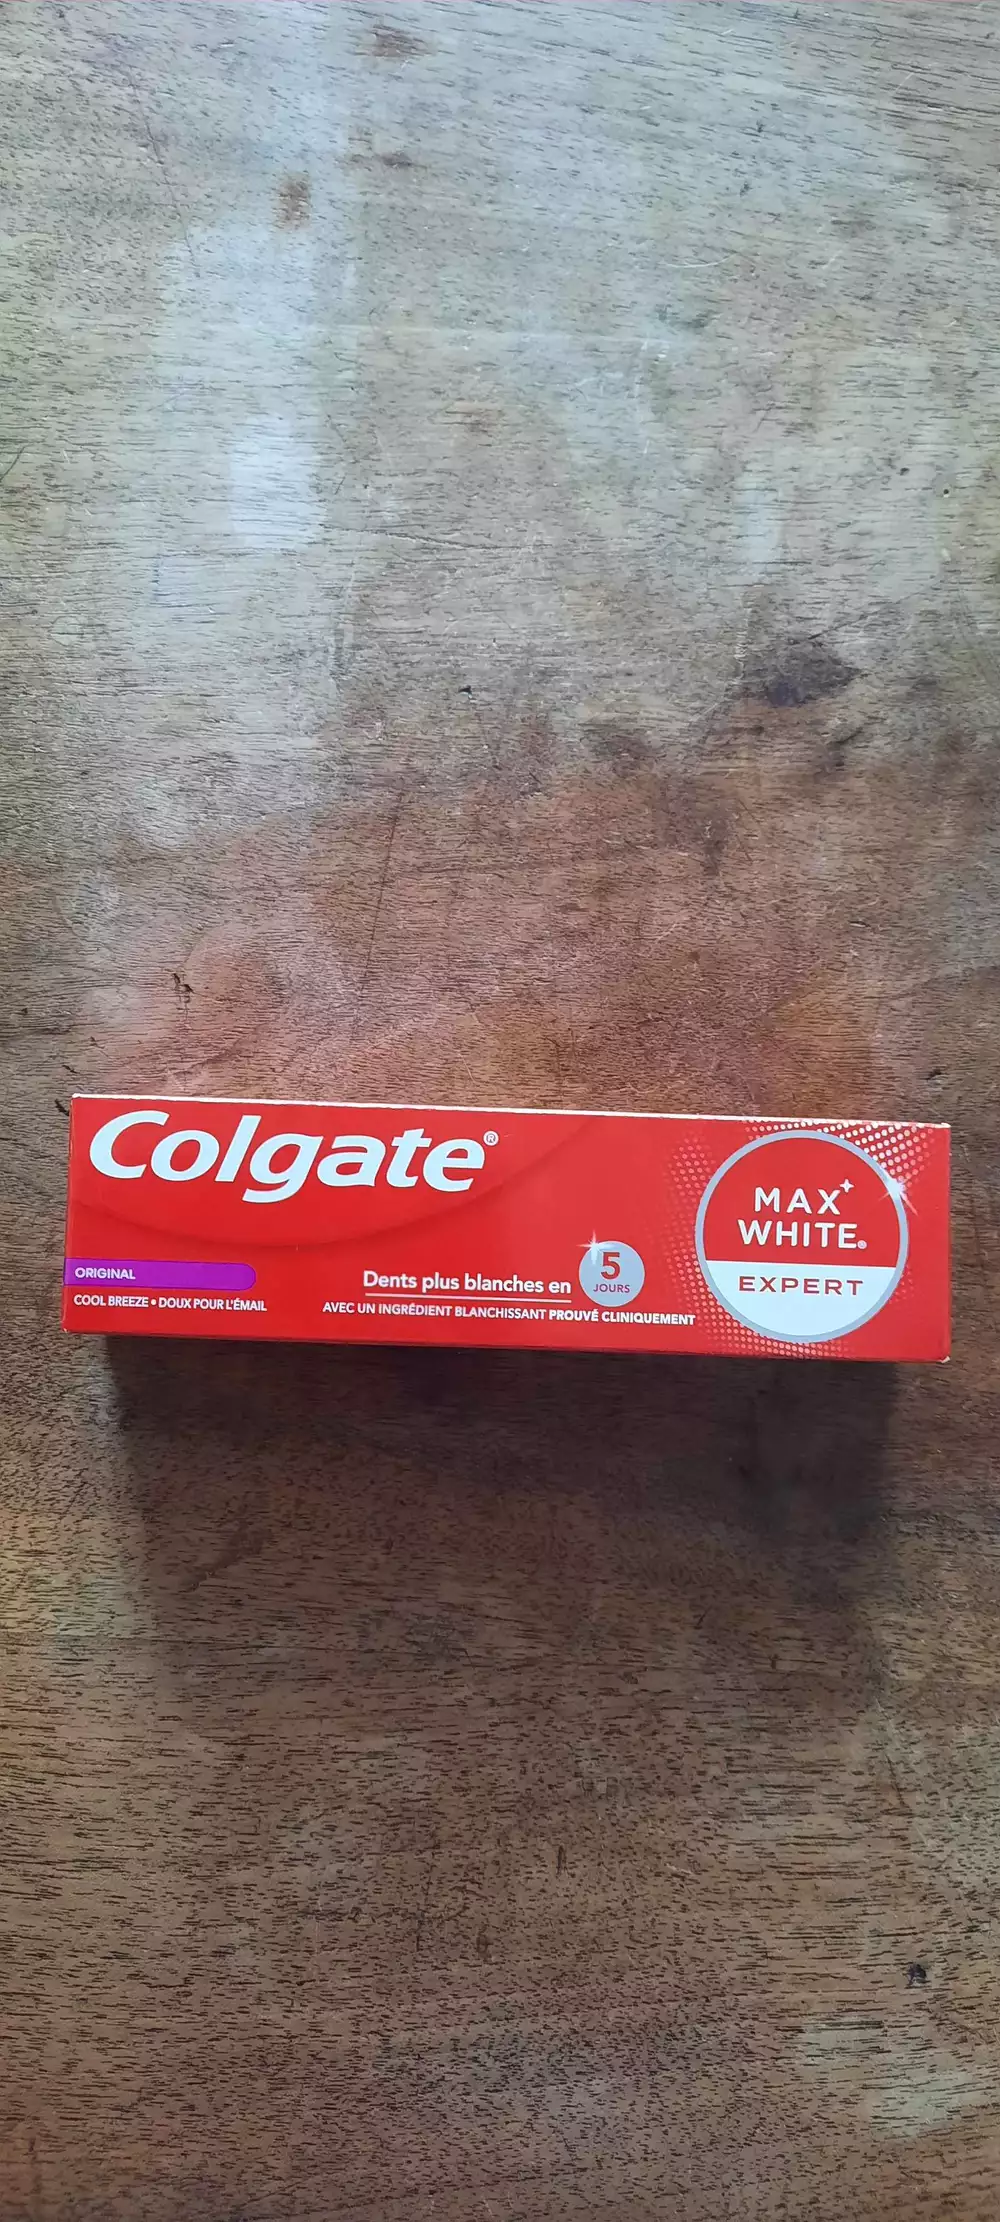 Colgate®
ORIGINAL
COOL BREEZE • DOUX POUR L'ÉMAIL
Dents plus blanches en 5 JOURS
AVEC UN INGRÉDIENT BLANCHISSANT PROUVÉ CLINIQUEMENT
MAX
WHITE®
EXPERT